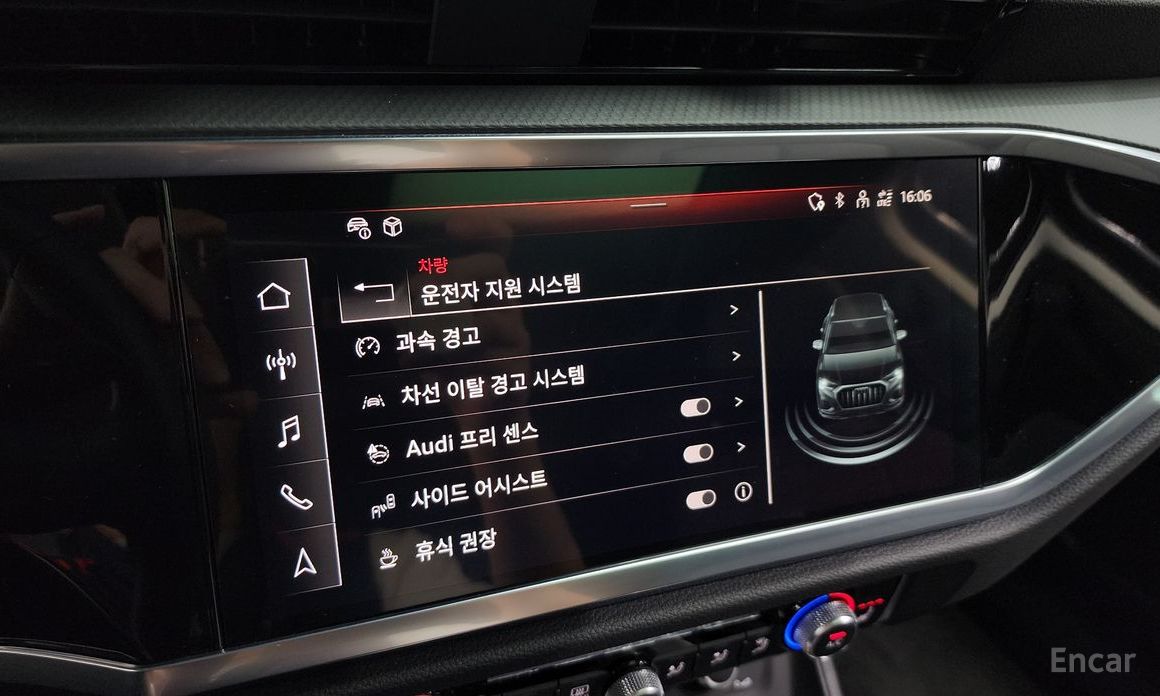 16:06
차량
운전자 지원 시스템
과속 경고
차선 이탈 경고 시스템
Audi 프리 센스
사이드 어시스트
휴식 권장
Encar